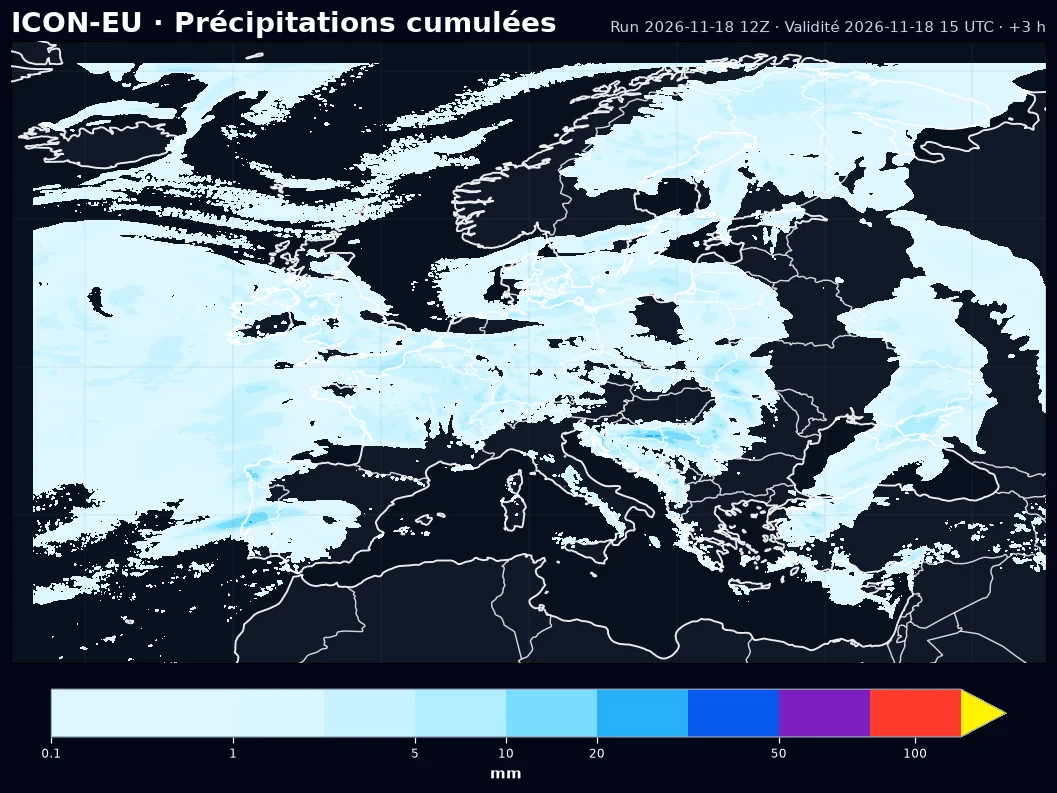 ICON-EU · Précipitations cumulées
Run 2026-11-18 12Z · Validité 2026-11-18 15 UTC · +3 h
0.1 1 5 10 20 50 100
mm